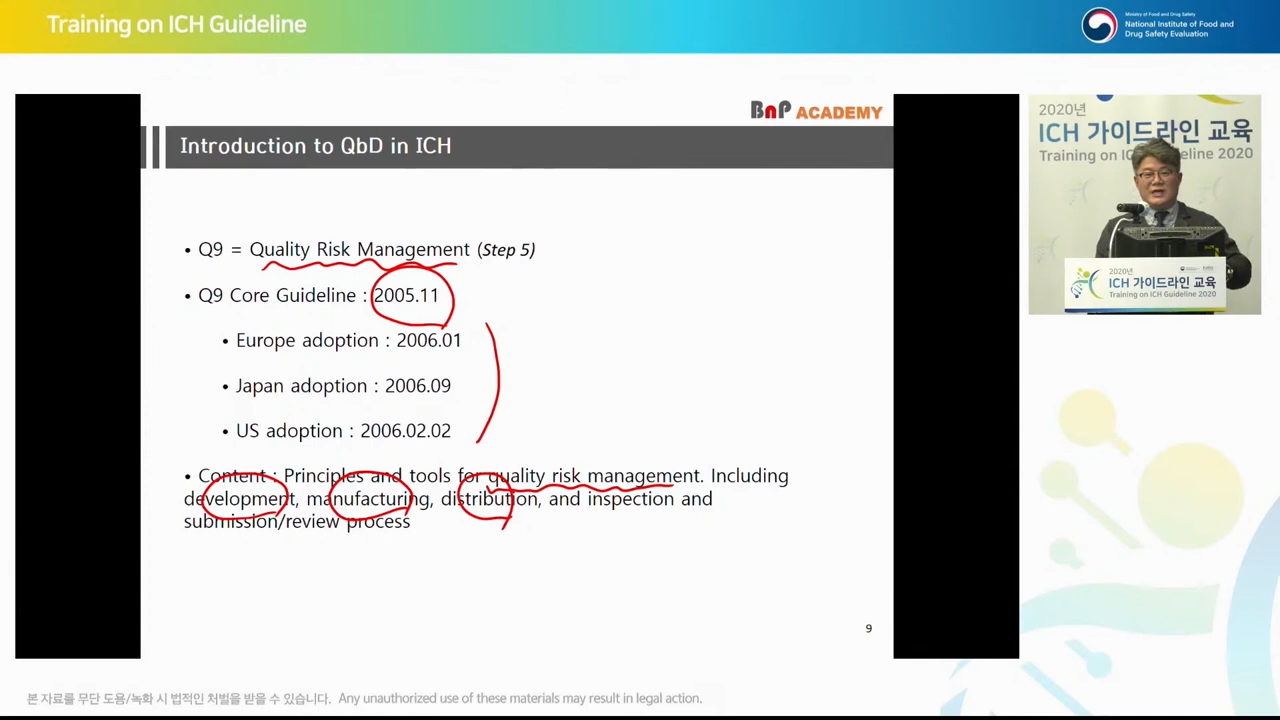 Training on ICH Guideline
Ministry of Food and Drug Safety
National Institute of Food and
Drug Safety Evaluation
BnP ACADEMY
Introduction to QbD in ICH
• Q9 = Quality Risk Management (Step 5)
• Q9 Core Guideline : 2005.11
• Europe adoption : 2006.01
• Japan adoption : 2006.09
• US adoption : 2006.02.02
• Content : Principles and tools for quality risk management. Including
development, manufacturing, distribution, and inspection and
submission/review process
9
2020년
ICH 가이드라인 교육
Training on ICH Guideline 2020
2020년
ICH 가이드라인 교육
Training on ICH Guideline 2020
본 자료를 무단 도용/녹화 시 법적인 처벌을 받을 수 있습니다. Any unauthorized use of these materials may result in legal action.